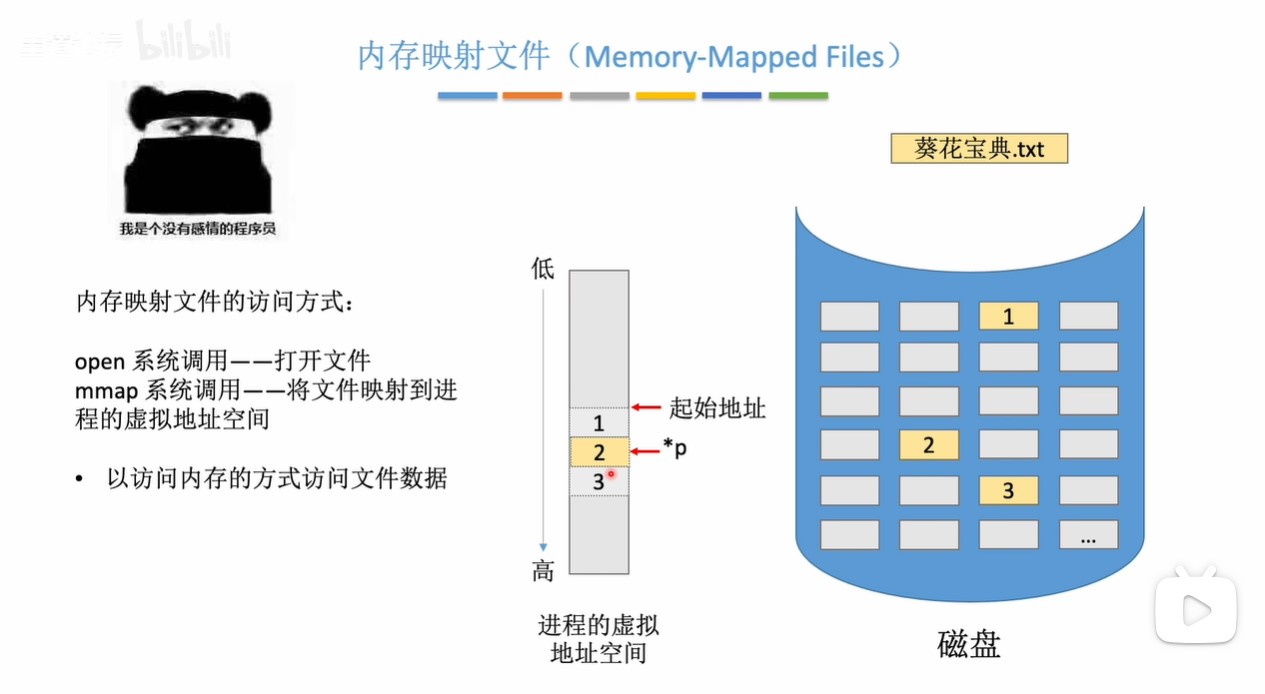 bilibili
内存映射文件（Memory-Mapped Files）
葵花宝典.txt
我是个没有感情的程序员
内存映射文件的访问方式：
open 系统调用——打开文件
mmap 系统调用——将文件映射到进
程的虚拟地址空间
• 以访问内存的方式访问文件数据
低
起始地址
1
2
*p
3
高
进程的虚拟
地址空间
1
2
3
...
磁盘